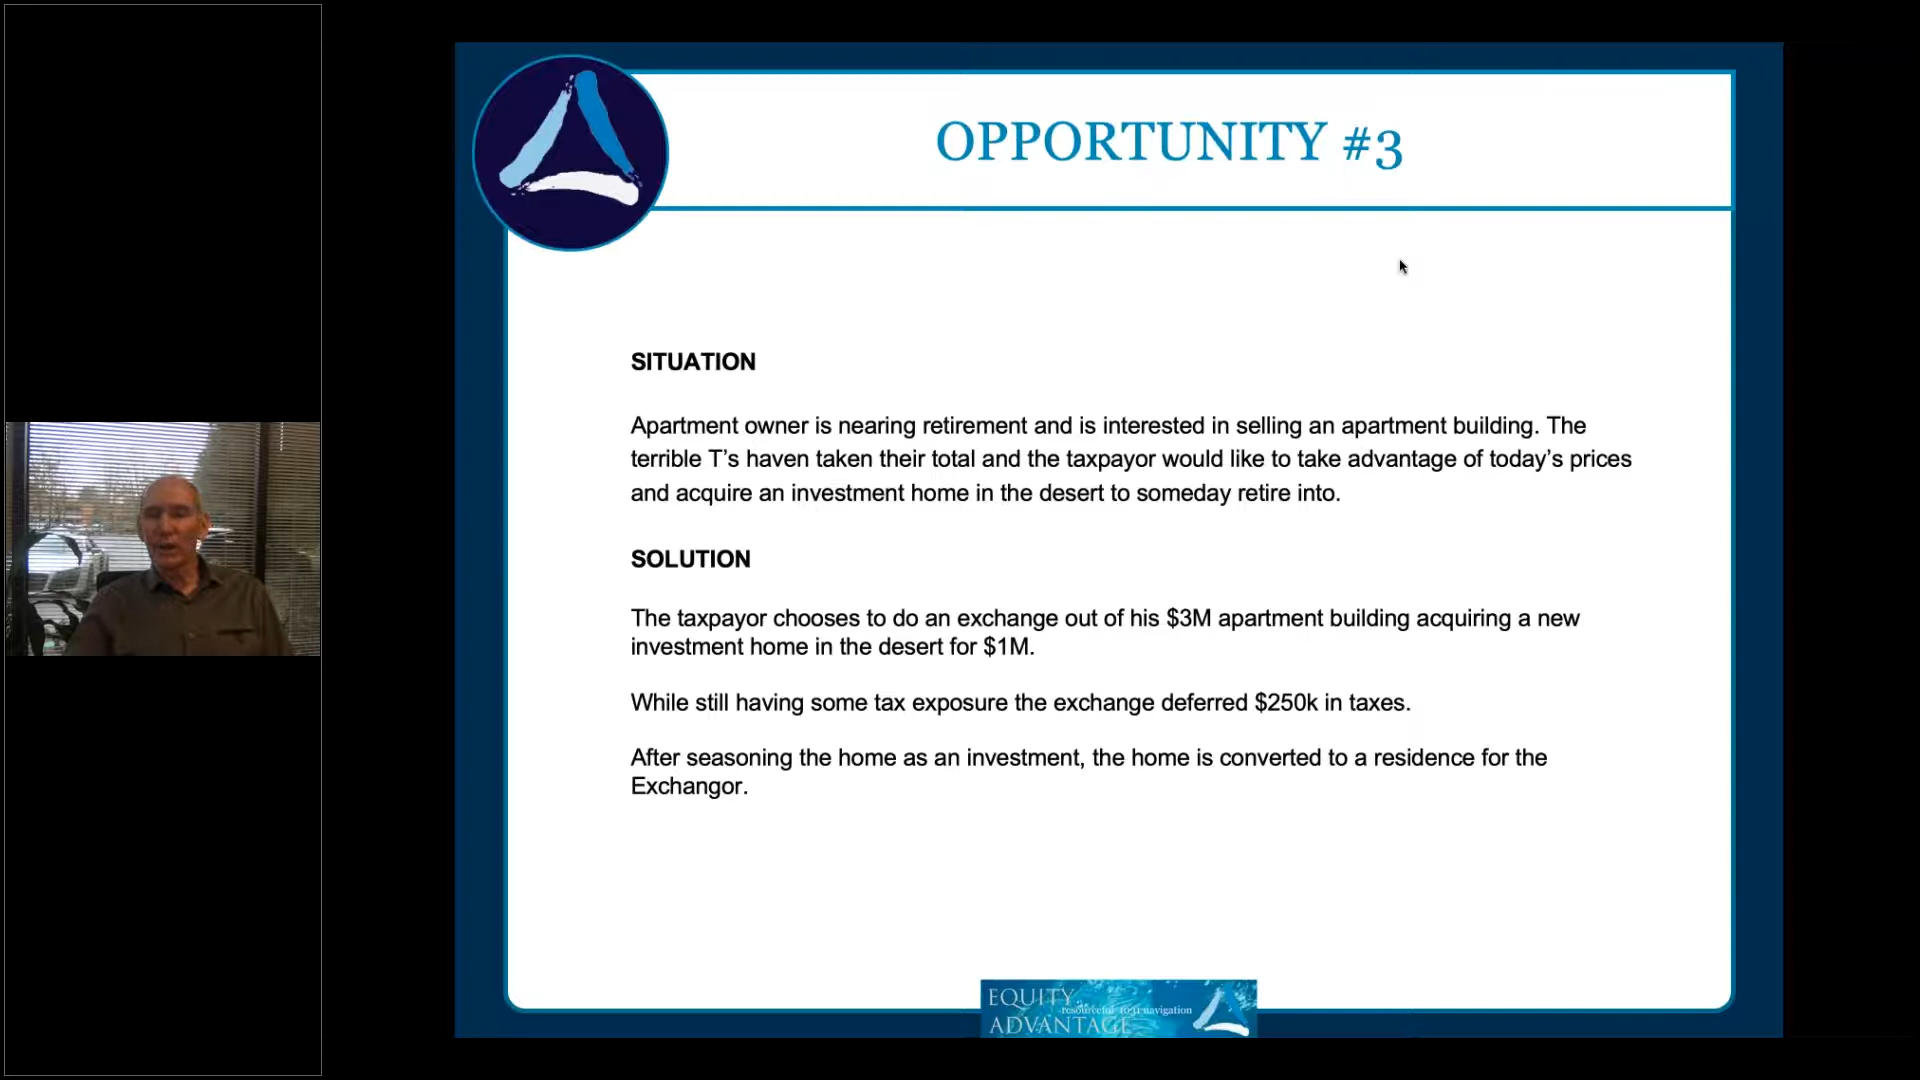 OPPORTUNITY #3
SITUATION
Apartment owner is nearing retirement and is interested in selling an apartment building. The
terrible T’s haven taken their total and the taxpayor would like to take advantage of today’s prices
and acquire an investment home in the desert to someday retire into.
SOLUTION
The taxpayor chooses to do an exchange out of his $3M apartment building acquiring a new
investment home in the desert for $1M.
While still having some tax exposure the exchange deferred $250k in taxes.
After seasoning the home as an investment, the home is converted to a residence for the
Exchangor.
EQUITY
resourceful 1031 navigation
ADVANTAGE